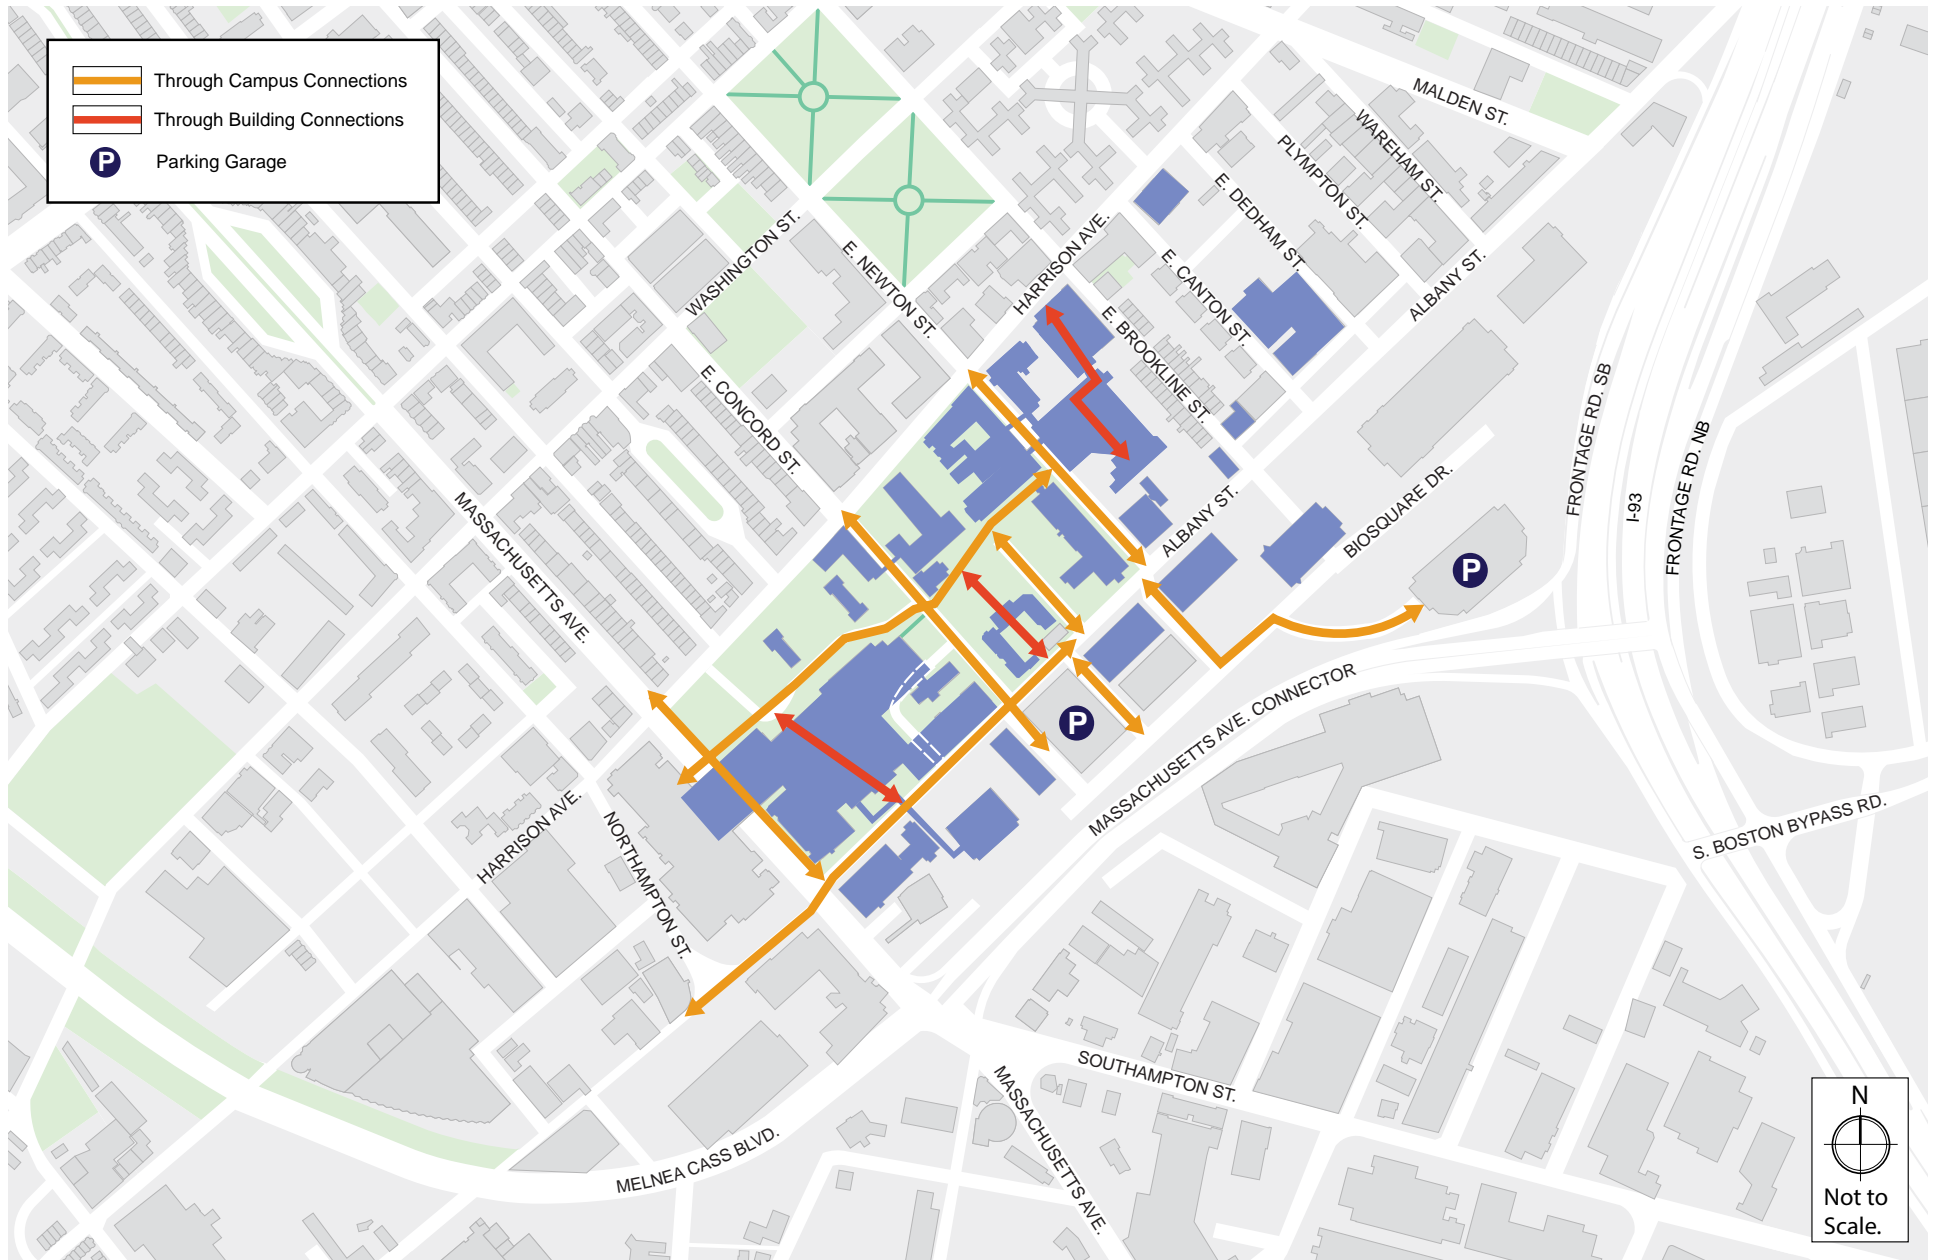 Through Campus Connections
Through Building Connections
P
Parking Garage
MALDEN ST.
WAREHAM ST.
PLYMPTON ST.
E. DEDHAM ST.
E. CANTON ST.
HARRISON AVE.
WASHINGTON ST.
E. NEWTON ST.
ALBANY ST.
E. BROOKLINE ST.
E. CONCORD ST.
FRONTAGE RD. SB
I-93
FRONTAGE RD. NB
MASSACHUSETTS AVE.
ALBANY ST.
BIOSQUARE DR.
P
P
MASSACHUSETTS AVE. CONNECTOR
HARRISON AVE.
NORTHAMPTON ST.
S. BOSTON BYPASS RD.
SOUTHAMPTON ST.
MASSACHUSETTS AVE.
MELNEA CASS BLVD.
N
Not to
Scale.